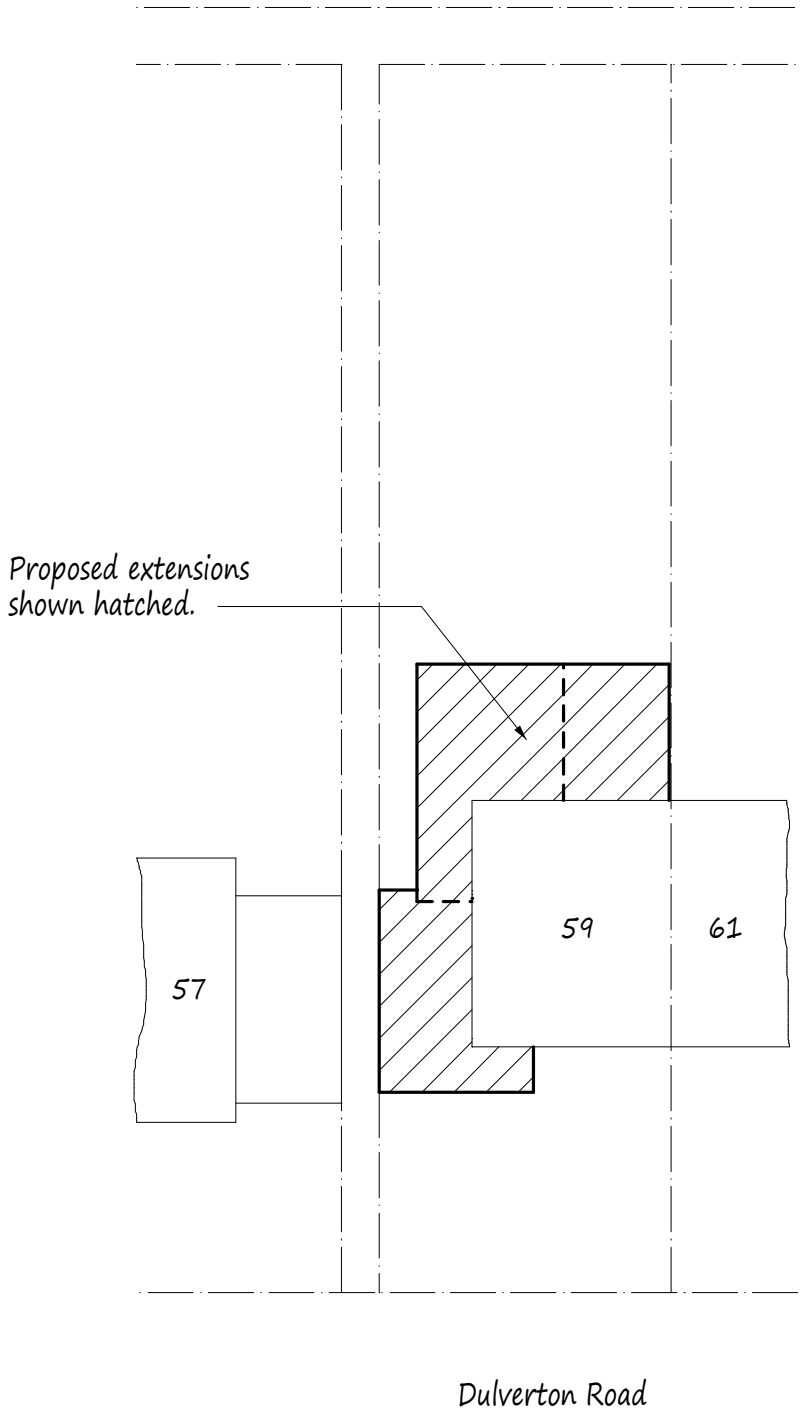 Proposed extensions
shown hatched.
59
61
57
Dulverton Road